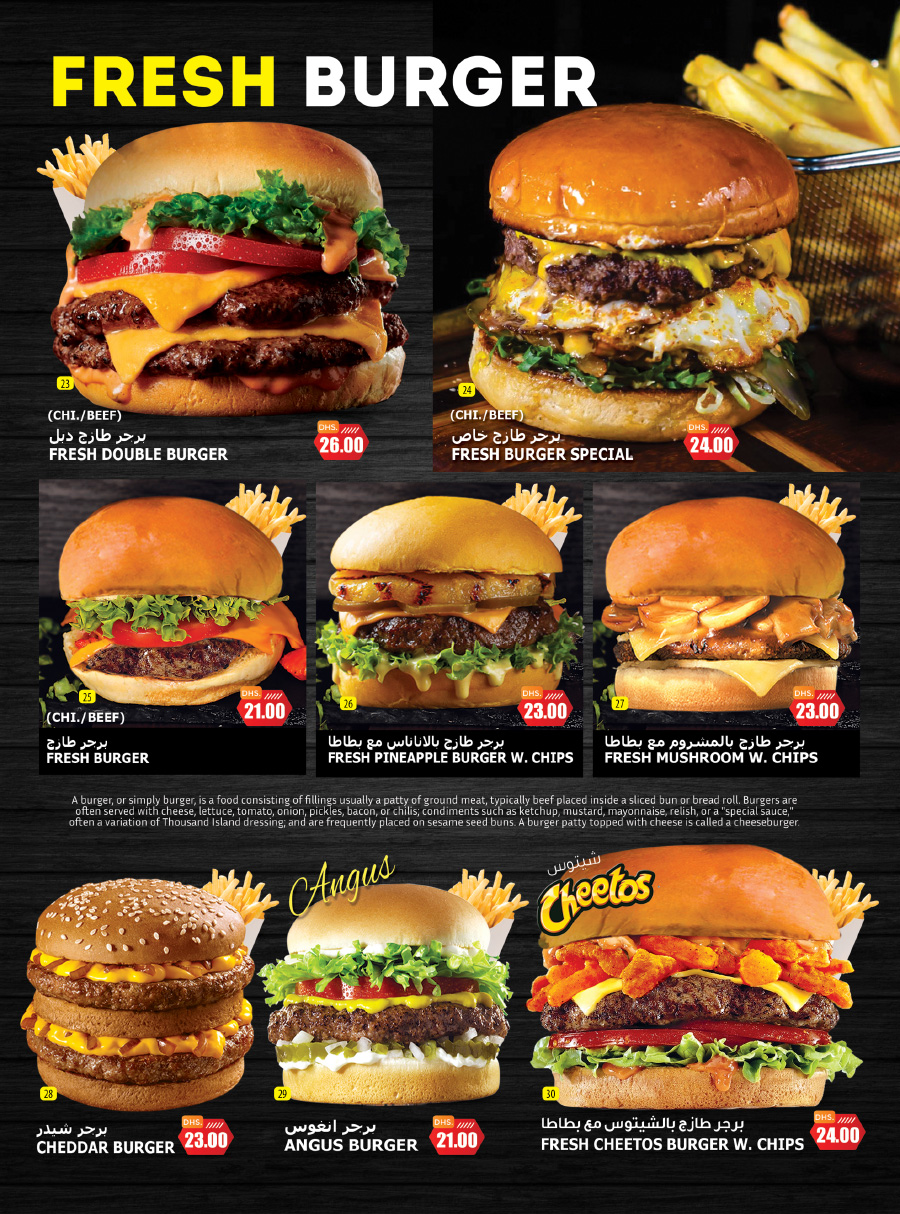 FRESH BURGER
23
(CHI./BEEF)
برجر طازج دبل
FRESH DOUBLE BURGER
DHS.
26.00
24
(CHI./BEEF)
برجر طازج خاص
FRESH BURGER SPECIAL
DHS.
24.00
25
(CHI./BEEF)
برجر طازج
FRESH BURGER
DHS.
21.00
26
برجر طازج بالاناناس مع بطاطا
FRESH PINEAPPLE BURGER W. CHIPS
DHS.
23.00
27
برجر طازج بالمشروم مع بطاطا
FRESH MUSHROOM W. CHIPS
DHS.
23.00
A burger, or simply burger, is a food consisting of fillings usually a patty of ground meat, typically beef placed inside a sliced bun or bread roll. Burgers are
often served with cheese, lettuce, tomato, onion, pickles, bacon, or chilis; condiments such as ketchup, mustard, mayonnaise, relish, or a "special sauce,"
often a variation of Thousand Island dressing; and are frequently placed on sesame seed buns. A burger patty topped with cheese is called a cheeseburger.
28
برجر شيدر
CHEDDAR BURGER
DHS.
23.00
Angus
29
برجر انغوس
ANGUS BURGER
DHS.
21.00
شيتوس
Cheetos
30
برجر طازج بالشيتوس مع بطاطا
FRESH CHEETOS BURGER W. CHIPS
DHS.
24.00